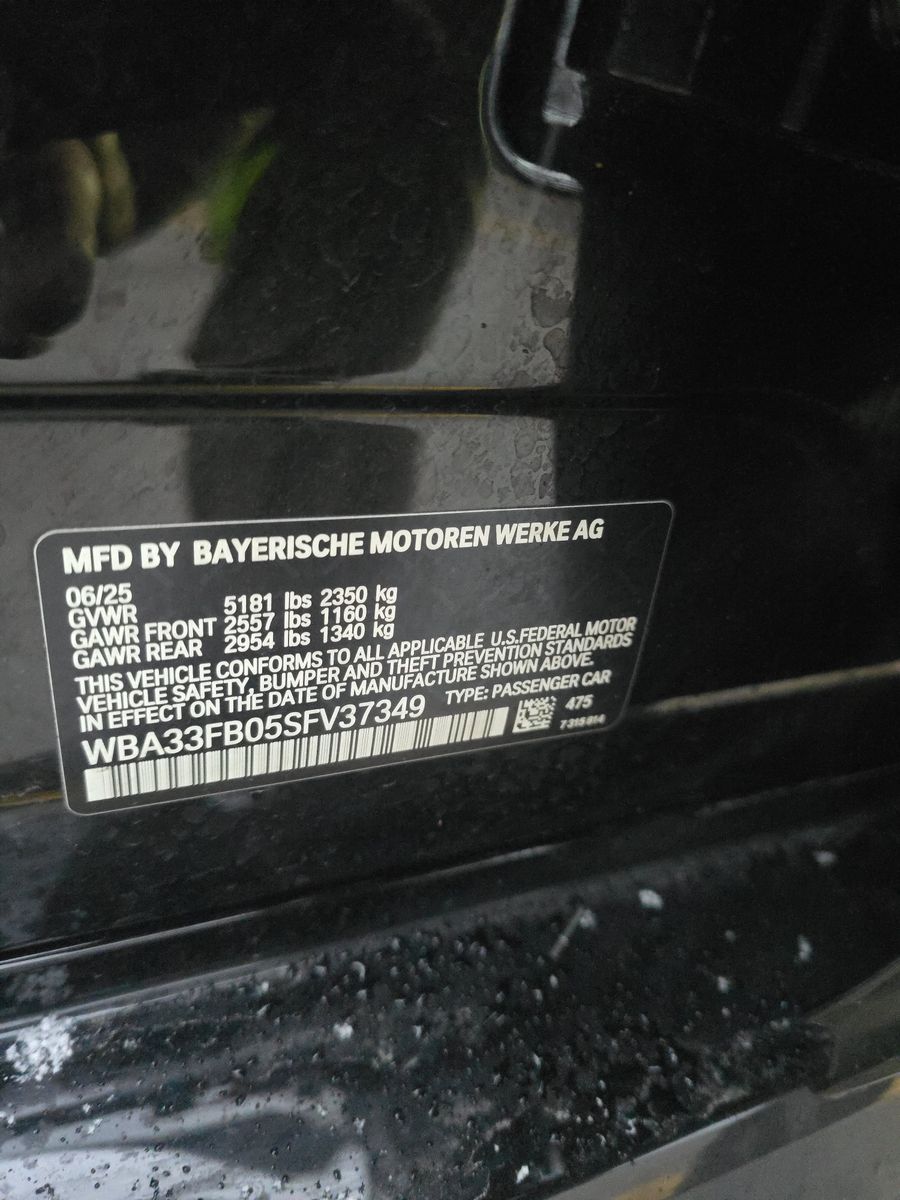 MFD BY BAYERISCHE MOTOREN WERKE AG
06/25
GVWR 5181 lbs 2350 kg
GAWR FRONT 2557 lbs 1160 kg
GAWR REAR 2954 lbs 1340 kg
THIS VEHICLE CONFORMS TO ALL APPLICABLE U.S.FEDERAL MOTOR
VEHICLE SAFETY, BUMPER AND THEFT PREVENTION STANDARDS
IN EFFECT ON THE DATE OF MANUFACTURE SHOWN ABOVE.
WBA33FB05SFV37349 TYPE: PASSENGER CAR
475
7315914